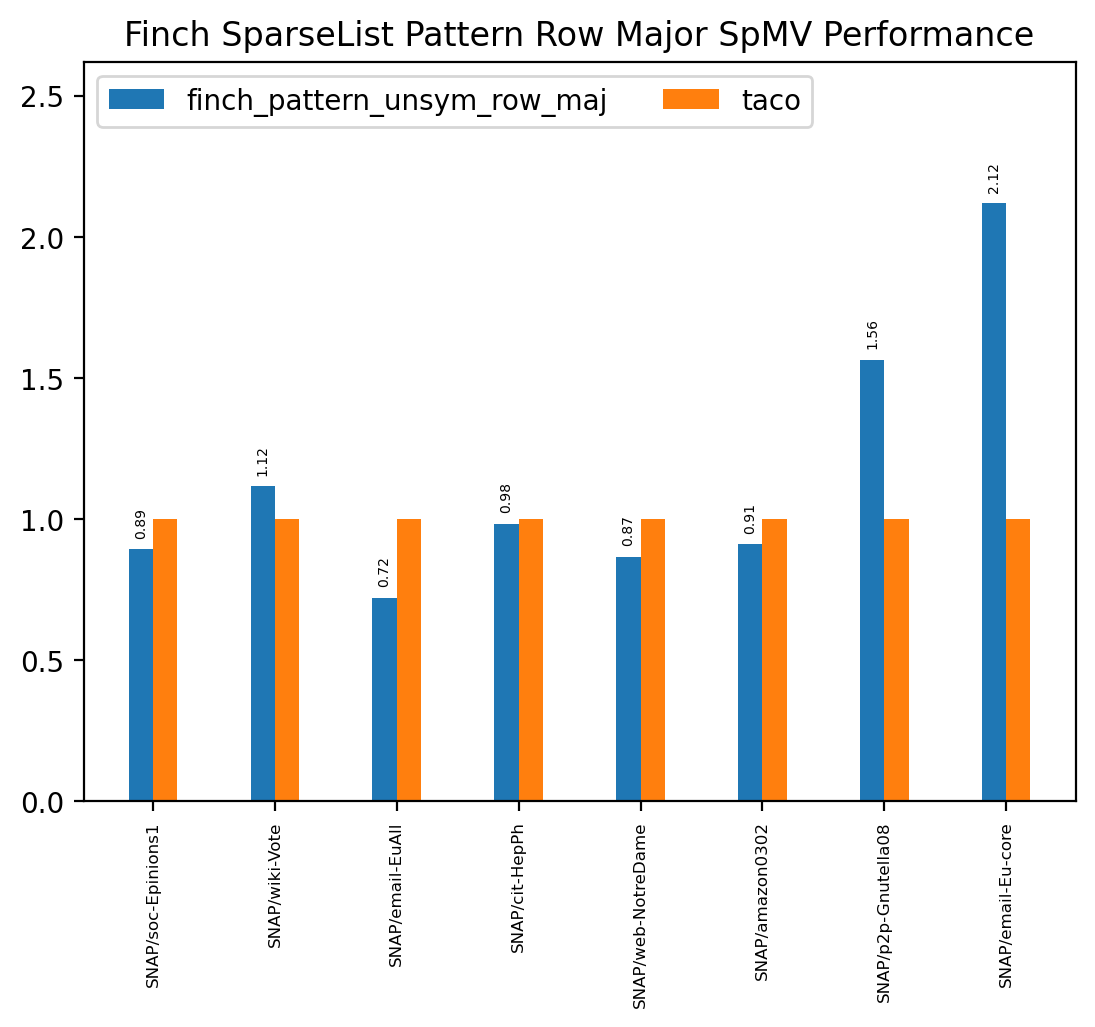 Finch SparseList Pattern Row Major SpMV Performance
finch_pattern_unsym_row_maj taco
2.5
2.0
1.5
1.0
0.5
0.0
0.89
1.12
0.72
0.98
0.87
0.91
1.56
2.12
SNAP/soc-Epinions1
SNAP/wiki-Vote
SNAP/email-EuAll
SNAP/cit-HepPh
SNAP/web-NotreDame
SNAP/amazon0302
SNAP/p2p-Gnutella08
SNAP/email-Eu-core